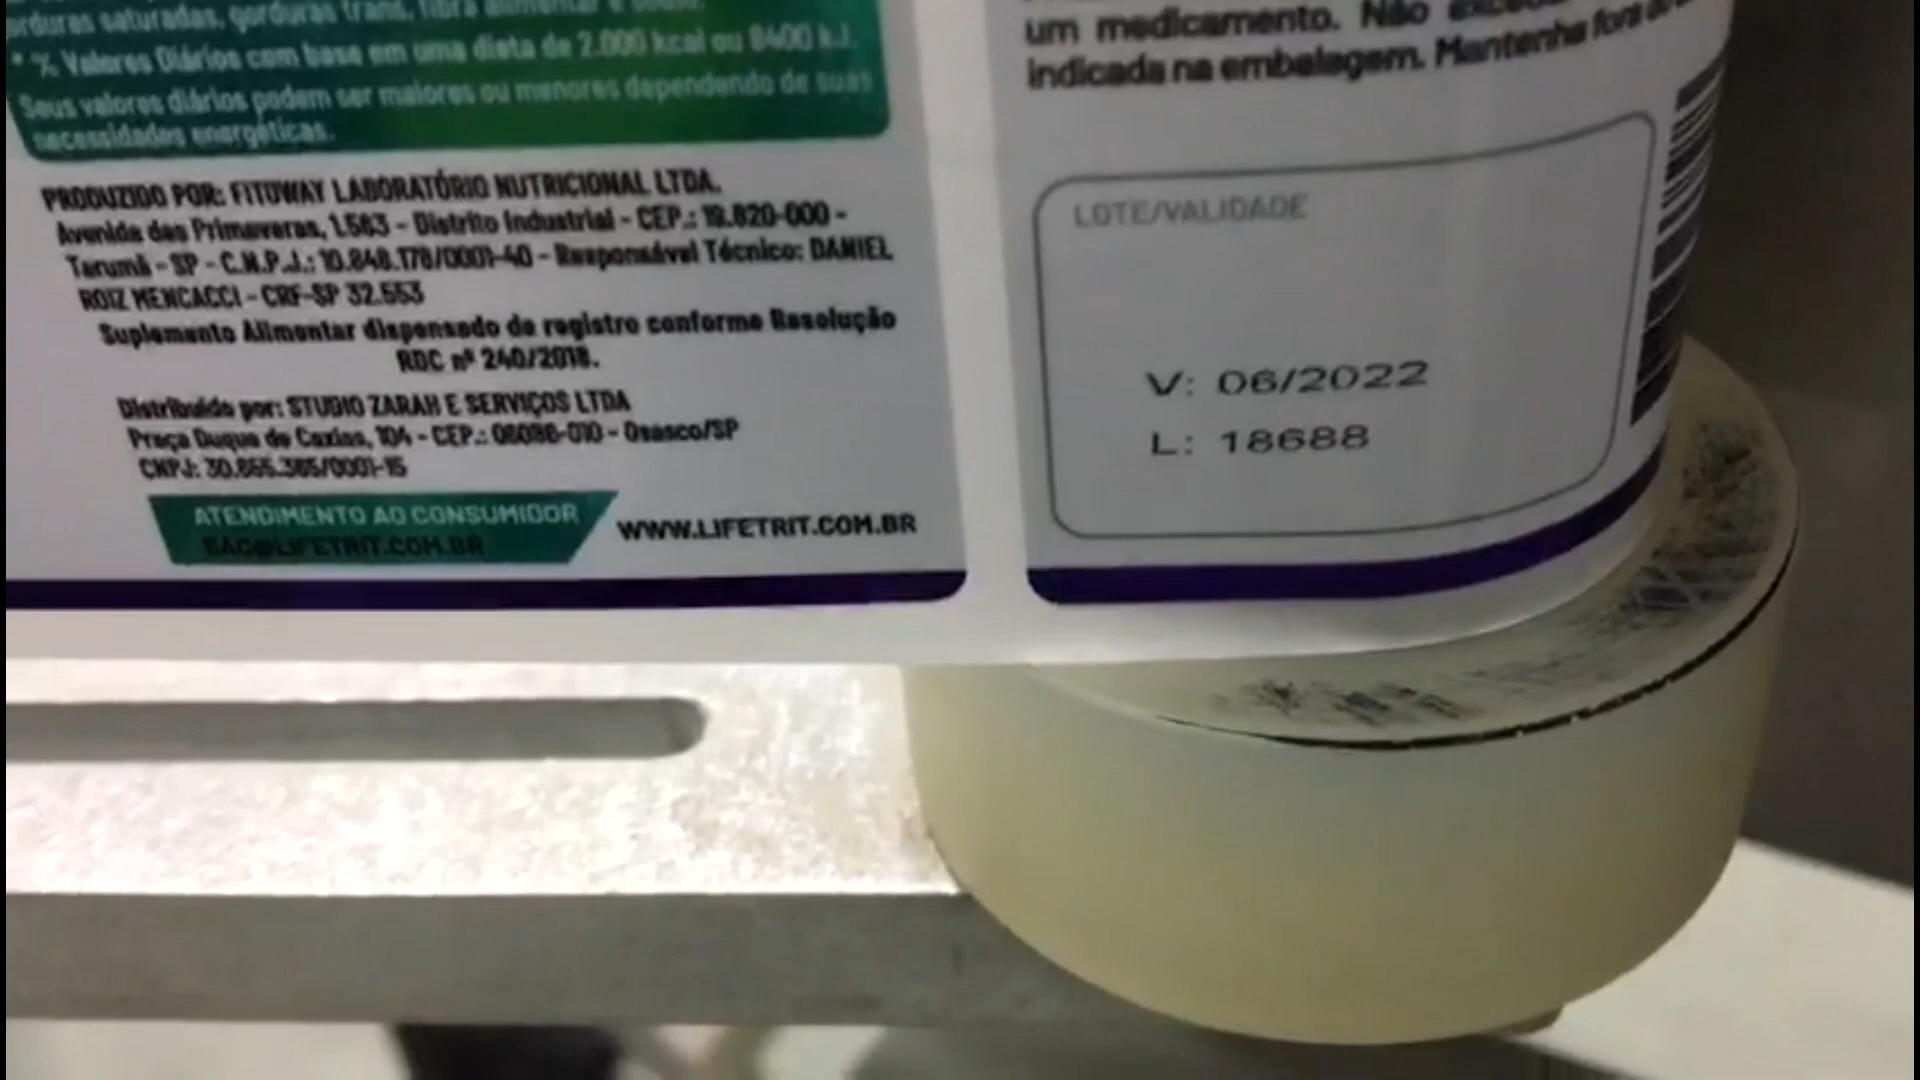 gorduras saturadas, gorduras trans, fibra alimentar e sódio.
* % Valores Diários com base em uma dieta de 2.000 kcal ou 8400 kJ.
Seus valores diários podem ser maiores ou menores dependendo de suas
necessidades energéticas.
PRODUZIDO POR: FITOWAY LABORATÓRIO NUTRICIONAL LTDA.
Avenida das Primaveras, 1.563 - Distrito Industrial - CEP.: 19.820-000 -
Tarumã - SP - C.N.P.J.: 10.848.178/0001-40 - Responsável Técnico: DANIEL
ROIZ MENCACCI - CRF-SP 32.553
Suplemento Alimentar dispensado de registro conforme Resolução
RDC nº 240/2018.
Distribuído por: STUDIO ZARAH E SERVIÇOS LTDA
Praça Duque de Caxias, 104 - CEP.: 06086-010 - Osasco/SP
CNPJ: 30.865.385/0001-15
ATENDIMENTO AO CONSUMIDOR
SAC@LIFETRIT.COM.BR
WWW.LIFETRIT.COM.BR
um medicamento. Não
indicada na embalagem. Mantenha fora
LOTE/VALIDADE
V: 06/2022
L: 18688